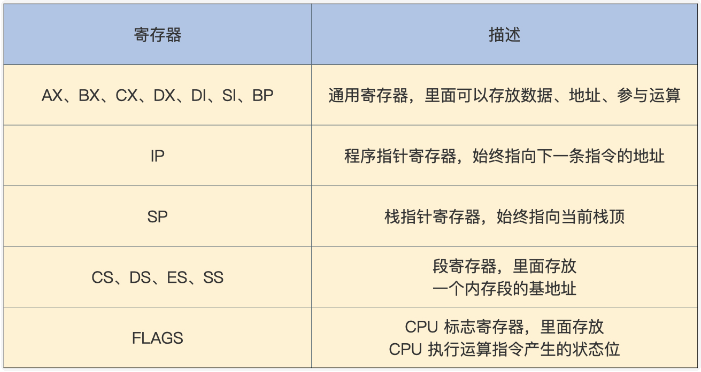 寄存器
描述
AX、BX、CX、DX、DI、SI、BP
通用寄存器，里面可以存放数据、地址、参与运算
IP
程序指针寄存器，始终指向下一条指令的地址
SP
栈指针寄存器，始终指向当前栈顶
CS、DS、ES、SS
段寄存器，里面存放
一个内存段的基地址
FLAGS
CPU 标志寄存器，里面存放
CPU 执行运算指令产生的状态位